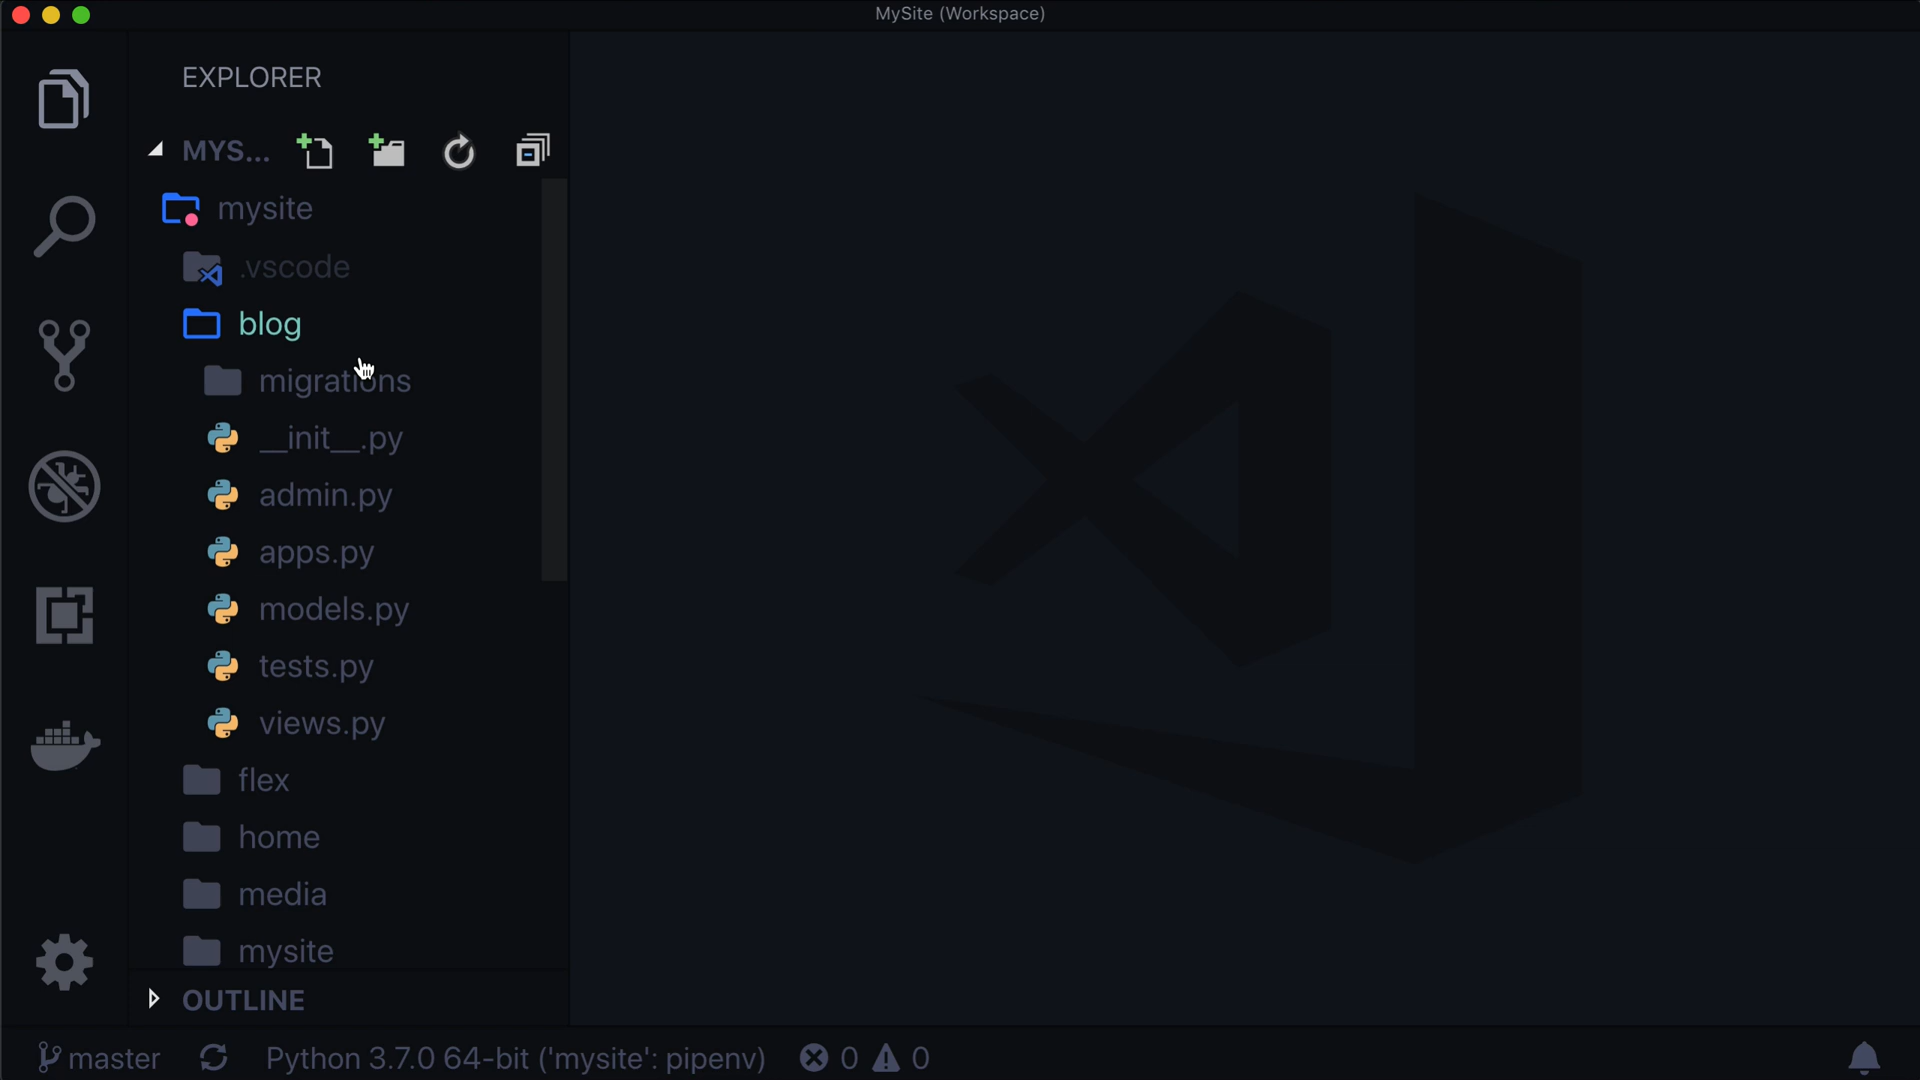 MySite (Workspace)
EXPLORER
MYS...
mysite
.vscode
blog
migrations
__init__.py
admin.py
apps.py
models.py
tests.py
views.py
flex
home
media
mysite
OUTLINE
master Python 3.7.0 64-bit ('mysite': pipenv) 0 0